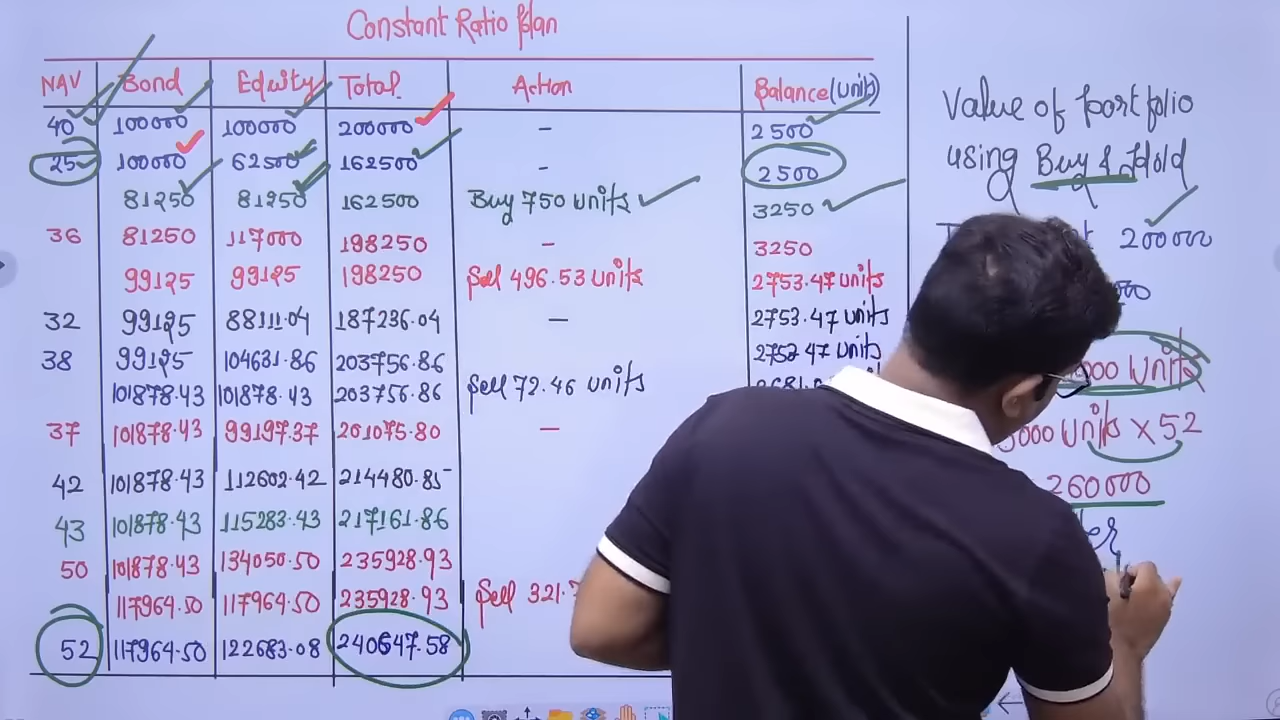 Constant Ratio Plan
NAV Bond Equity Total Action Balance(units)
40 100000 100000 200000 - 2500
25 100000 62500 162500 - 2500
81250 81250 162500 Buy 750 units 3250
36 81250 117000 198250 - 3250
99125 99125 198250 Sell 496.53 units 2753.47 units
32 99125 88111.04 187236.04 - 2753.47 units
38 99125 104631.86 203756.86 2753.47 units
101878.43 101878.43 203756.86 Sell 72.46 units
37 101878.43 99197.37 201075.80 -
42 101878.43 112602.42 214480.85
43 101878.43 115283.43 217161.86
50 101878.43 134050.50 235928.93
117964.50 117964.50 235928.93 Sell 321.
52 117964.50 122683.08 240647.58
Value of portfolio
using Buy & Hold
200000
units
units x 52
260000